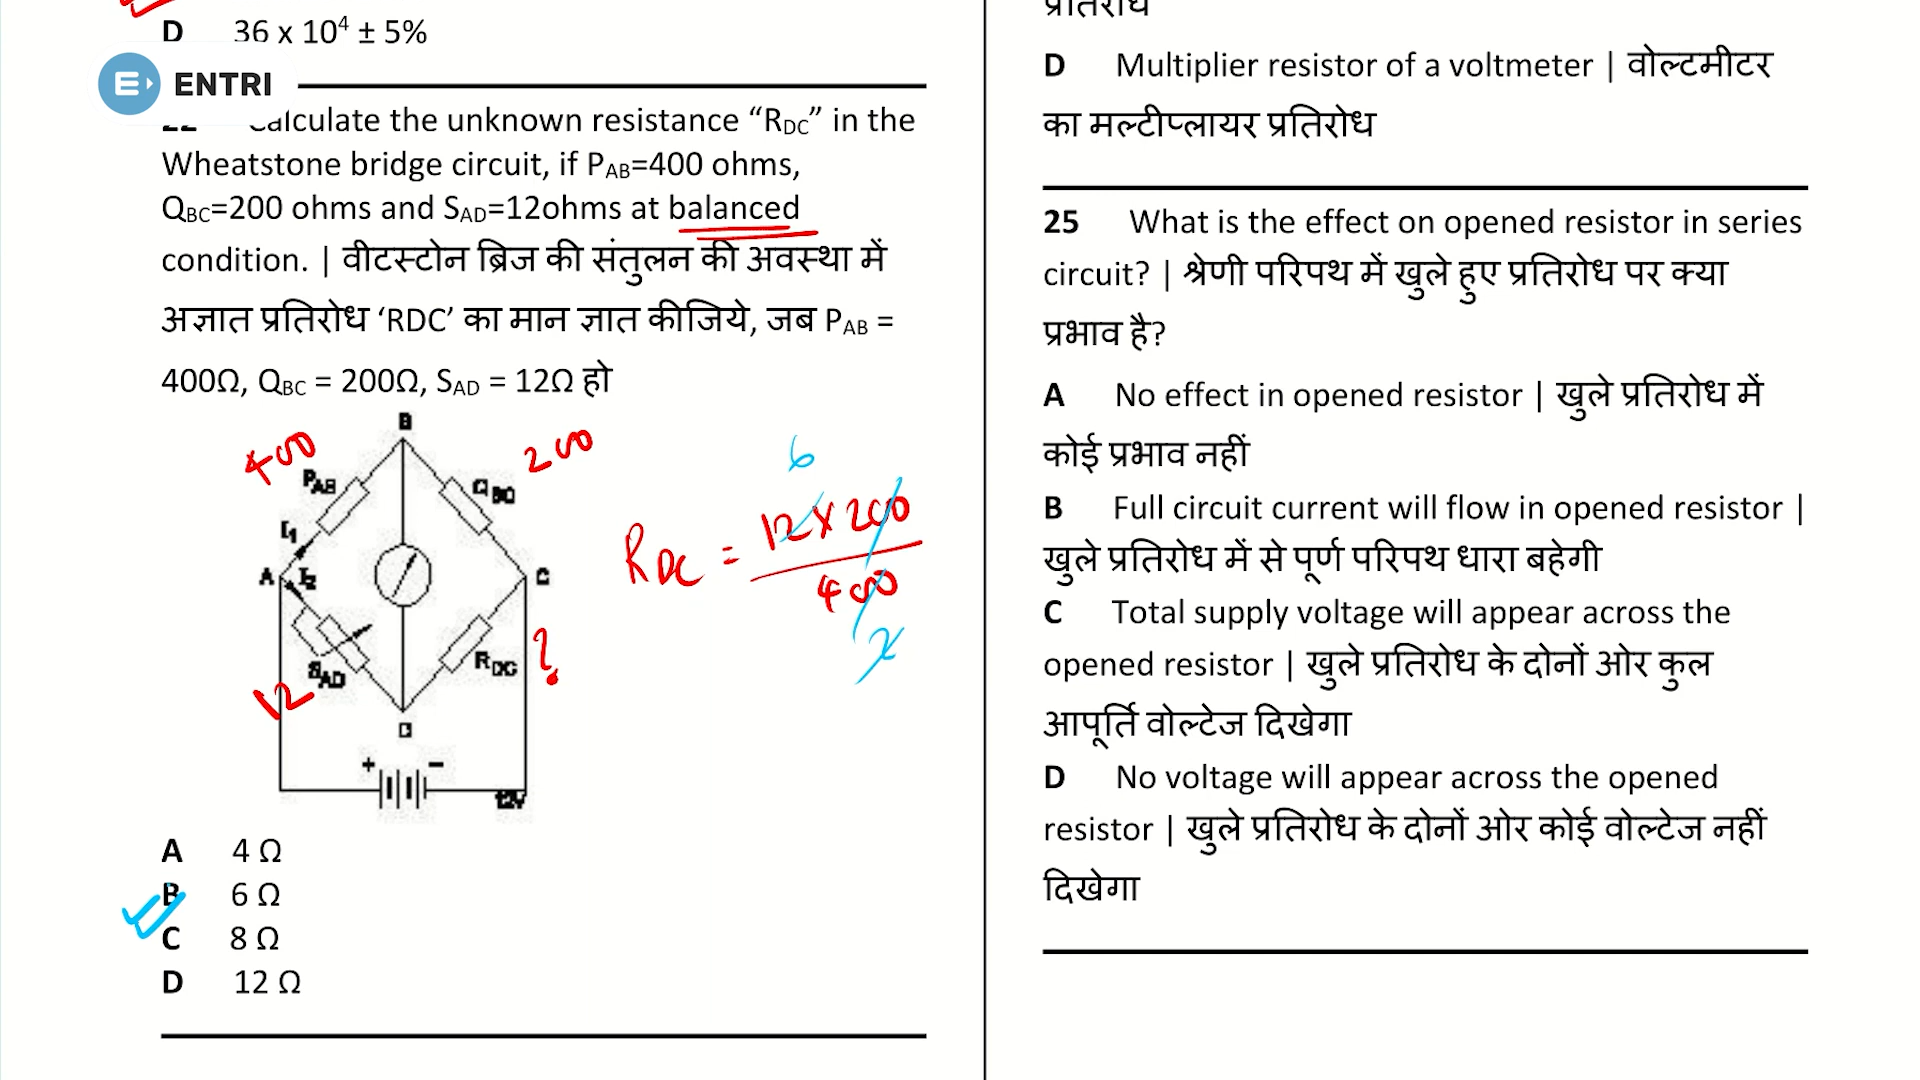 D 36 x 10⁴ ± 5%
ENTRI
Calculate the unknown resistance “RDC” in the
Wheatstone bridge circuit, if PAB=400 ohms,
QBC=200 ohms and SAD=12ohms at balanced
condition. | वीटस्टोन ब्रिज की संतुलन की अवस्था में
अज्ञात प्रतिरोध ‘RDC’ का मान ज्ञात कीजिये, जब PAB =
400Ω, QBC = 200Ω, SAD = 12Ω हो
B
400
200
PAB
QBC
I1
A
I2
C
SAD
RDC
?
12
D
+
−
12V
6
RDC = 12 x 200
400
2
A 4 Ω
B 6 Ω
C 8 Ω
D 12 Ω
प्रतिरोध
D Multiplier resistor of a voltmeter | वोल्टमीटर
का मल्टीप्लायर प्रतिरोध
25 What is the effect on opened resistor in series
circuit? | श्रेणी परिपथ में खुले हुए प्रतिरोध पर क्या
प्रभाव है?
A No effect in opened resistor | खुले प्रतिरोध में
कोई प्रभाव नहीं
B Full circuit current will flow in opened resistor |
खुले प्रतिरोध में से पूर्ण परिपथ धारा बहेगी
C Total supply voltage will appear across the
opened resistor | खुले प्रतिरोध के दोनों ओर कुल
आपूर्ति वोल्टेज दिखेगा
D No voltage will appear across the opened
resistor | खुले प्रतिरोध के दोनों ओर कोई वोल्टेज नहीं
दिखेगा